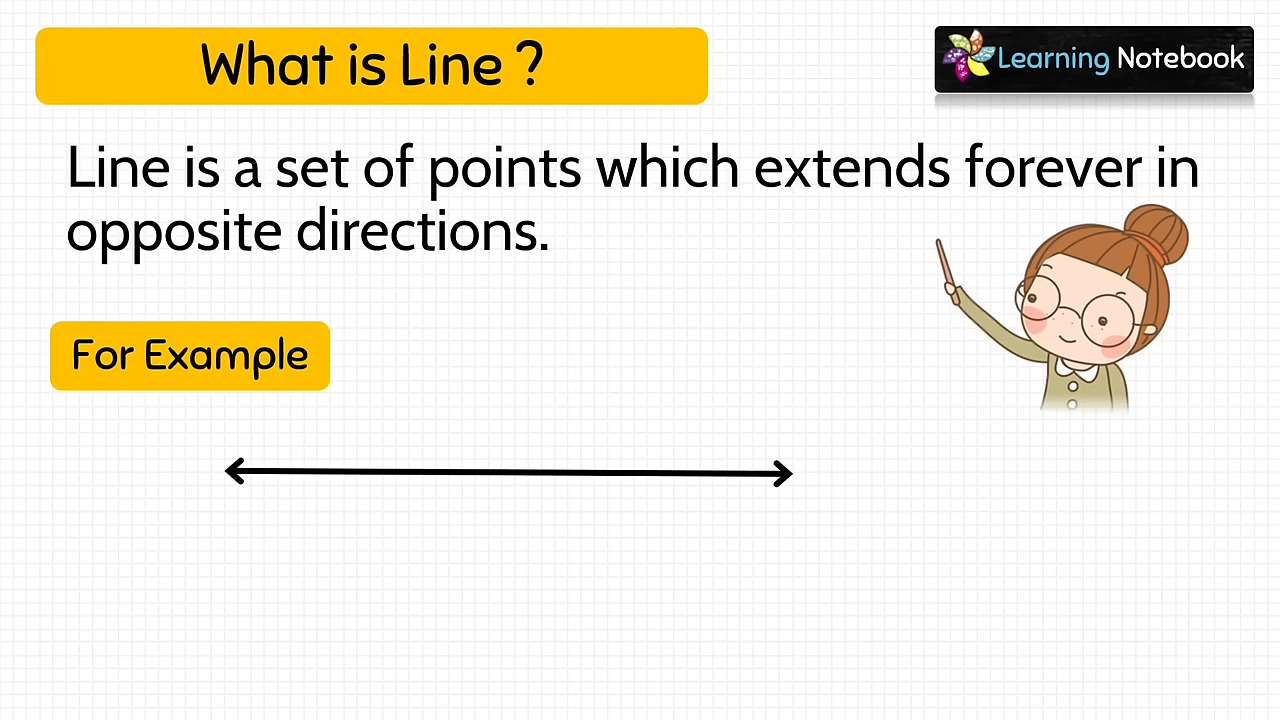 What is Line ?
Learning Notebook
Line is a set of points which extends forever in
opposite directions.
For Example